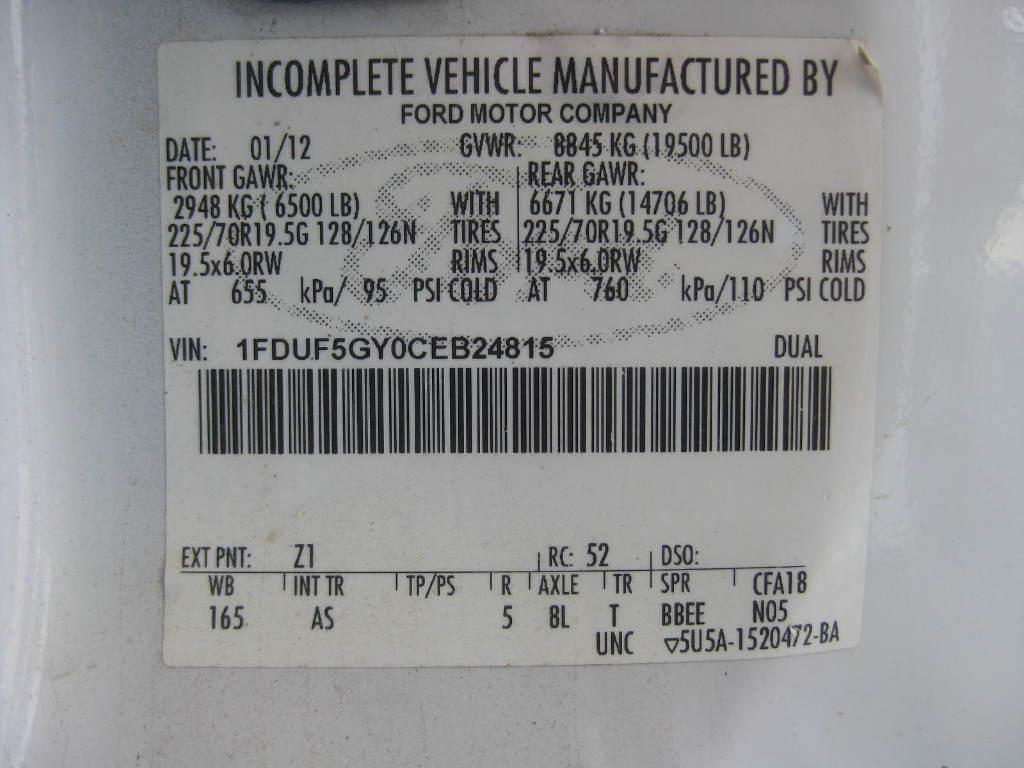 INCOMPLETE VEHICLE MANUFACTURED BY
FORD MOTOR COMPANY
DATE: 01/12 GVWR: 8845 KG (19500 LB)
FRONT GAWR: REAR GAWR:
2948 KG ( 6500 LB) WITH 6671 KG (14706 LB) WITH
225/70R19.5G 128/126N TIRES 225/70R19.5G 128/126N TIRES
19.5x6.0RW RIMS 19.5x6.0RW RIMS
AT 655 kPa/ 95 PSI COLD AT 760 kPa/110 PSI COLD
VIN: 1FDUF5GY0CEB24815 DUAL
EXT PNT: Z1 RC: 52 DSO:
WB INT TR TP/PS R AXLE TR SPR CFA18
165 AS 5 8L T BBEE N05
UNC ▽5U5A-1520472-BA